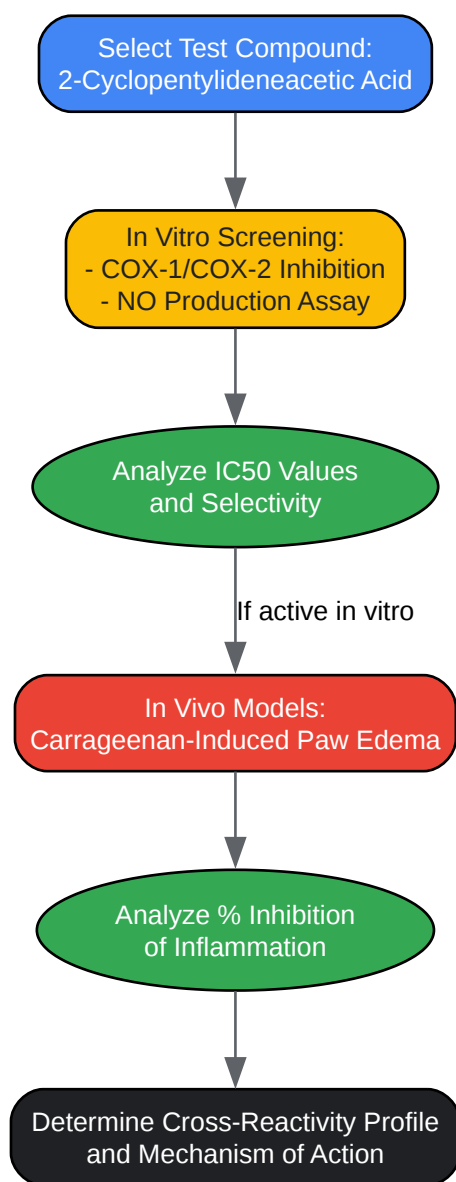 Select Test Compound:
2-Cyclopentylideneacetic Acid
In Vitro Screening:
- COX-1/COX-2 Inhibition
- NO Production Assay
Analyze IC50 Values
and Selectivity
If active in vitro
In Vivo Models:
Carrageenan-Induced Paw Edema
Analyze % Inhibition
of Inflammation
Determine Cross-Reactivity Profile
and Mechanism of Action